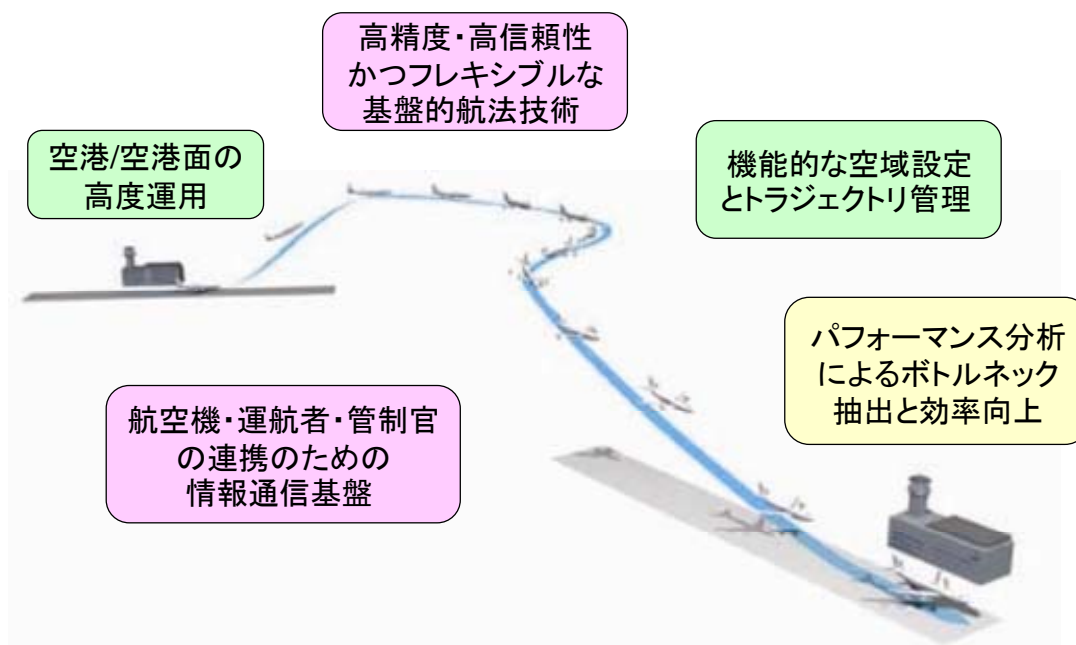 高精度・高信頼性
かつフレキシブルな
基盤的航法技術
空港/空港面の
高度運用
機能的な空域設定
とトラジェクトリ管理
パフォーマンス分析
によるボトルネック
抽出と効率向上
航空機・運航者・管制官
の連携のための
情報通信基盤